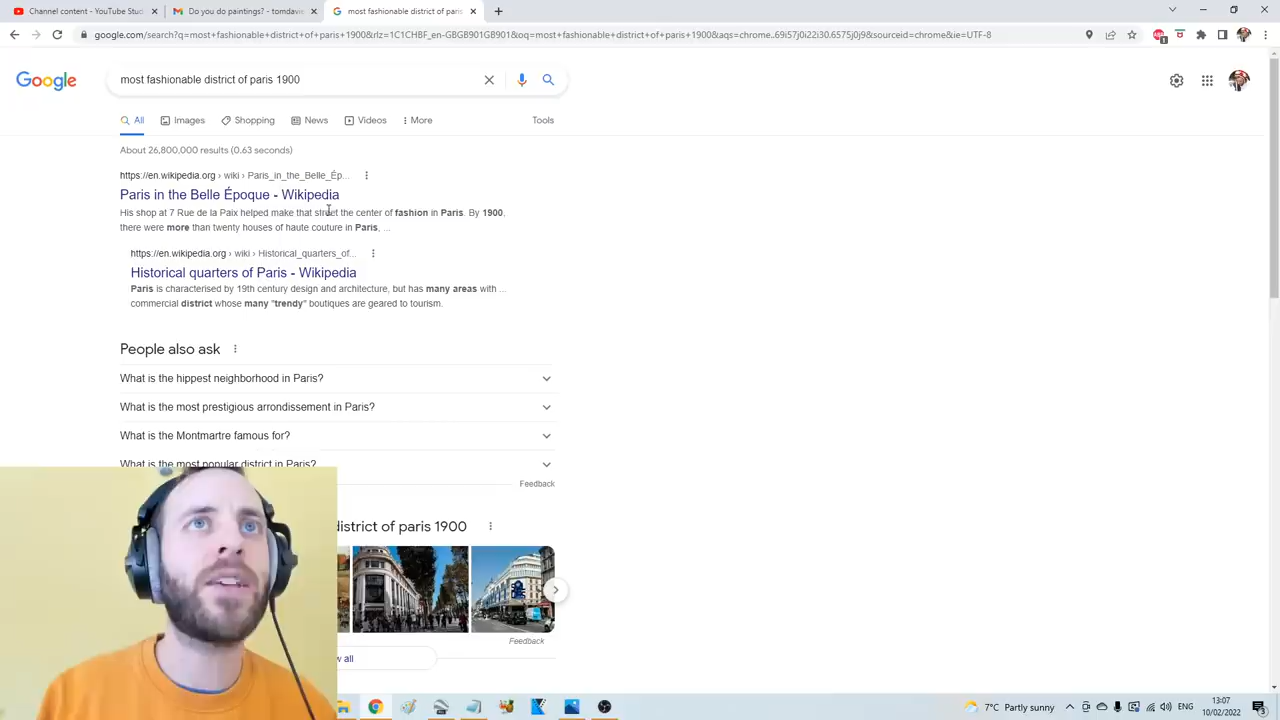 Channel content - YouTube Stud
Do you do paintings? - tomdavie
most fashionable district of paris
google.com/search?q=most+fashionable+district+of+paris+1900&rlz=1C1CHBF_en-GBGB901GB901&oq=most+fashionable+district+of+paris+1900&aqs=chrome..69i57j0i22i30.6575j0j9&sourceid=chrome&ie=UTF-8
Google
most fashionable district of paris 1900
All Images Shopping News Videos More Tools
About 26,800,000 results (0.63 seconds)
https://en.wikipedia.org › wiki › Paris_in_the_Belle_Ép...
Paris in the Belle Époque - Wikipedia
His shop at 7 Rue de la Paix helped make that street the center of fashion in Paris. By 1900,
there were more than twenty houses of haute couture in Paris, ...
https://en.wikipedia.org › wiki › Historical_quarters_of...
Historical quarters of Paris - Wikipedia
Paris is characterised by 19th century design and architecture, but has many areas with ...
commercial district whose many "trendy" boutiques are geared to tourism.
People also ask
What is the hippest neighborhood in Paris?
What is the most prestigious arrondissement in Paris?
What is the Montmartre famous for?
What is the most popular district in Paris?
Feedback
district of paris 1900
Feedback
w all
7°C Partly sunny
ENG
13:07
10/02/2022